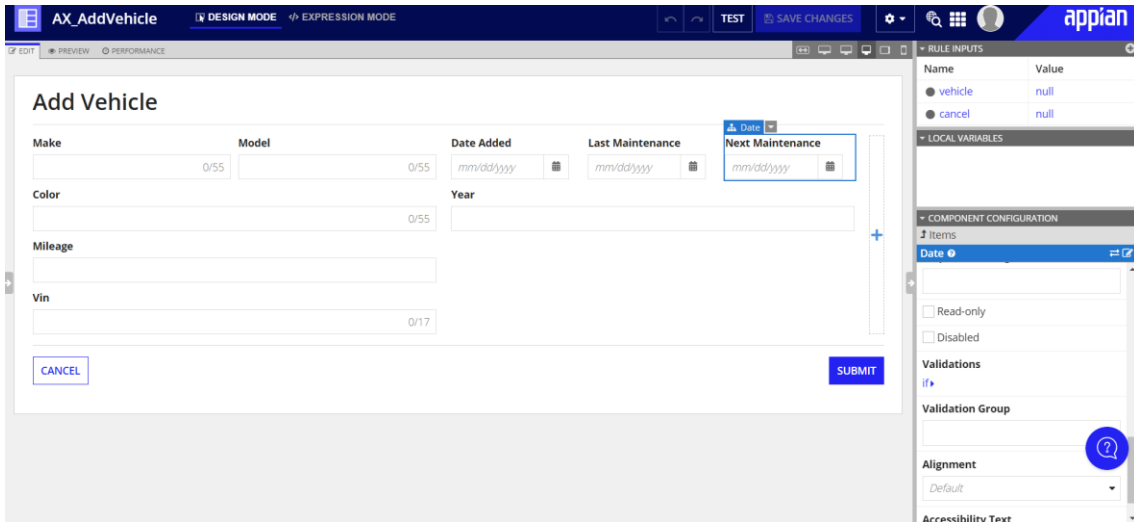 AX_AddVehicle DESIGN MODE </> EXPRESSION MODE TEST SAVE CHANGES appian
EDIT PREVIEW PERFORMANCE
Add Vehicle
Date
Make Model Date Added Last Maintenance Next Maintenance
0/55 0/55 mm/dd/yyyy mm/dd/yyyy mm/dd/yyyy
Color Year
0/55
Mileage
Vin
0/17
CANCEL SUBMIT
RULE INPUTS
Name Value
vehicle null
cancel null
LOCAL VARIABLES
COMPONENT CONFIGURATION
Items
Date
Read-only
Disabled
Validations
if
Validation Group
Alignment
Default
Accessibility Text